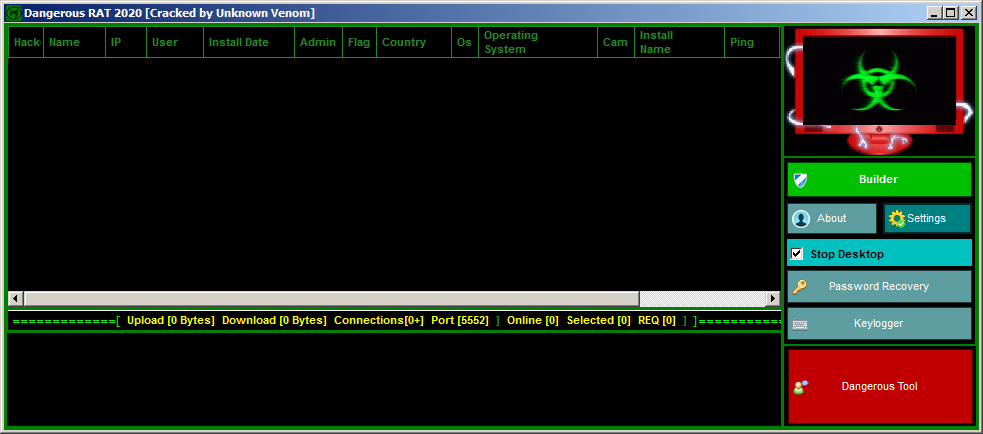 Dangerous RAT 2020 [Cracked by Unknown Venom]
Hack Name IP User Install Date Admin Flag Country Os Operating System Cam Install Name Ping
Builder
About Settings
Stop Desktop
Password Recovery
Keylogger
=============[ Upload [0 Bytes] Download [0 Bytes] Connections[0+] Port [5552] ] Online [0] Selected [0] REQ [0] ] ]===========
Dangerous Tool